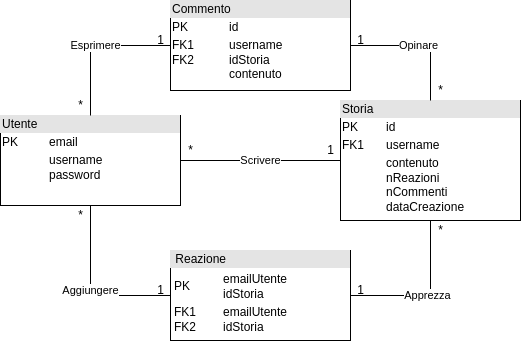 Commento
PK id
FK1 username
FK2 idStoria
contenuto
Esprimere 1
1 Opinare
*
*
Utente
PK email
username
password
* Scrivere 1
Storia
PK id
FK1 username
contenuto
nReazioni
nCommenti
dataCreazione
*
*
Reazione
PK emailUtente
idStoria
FK1 emailUtente
FK2 idStoria
Aggiungere 1
1 Apprezza